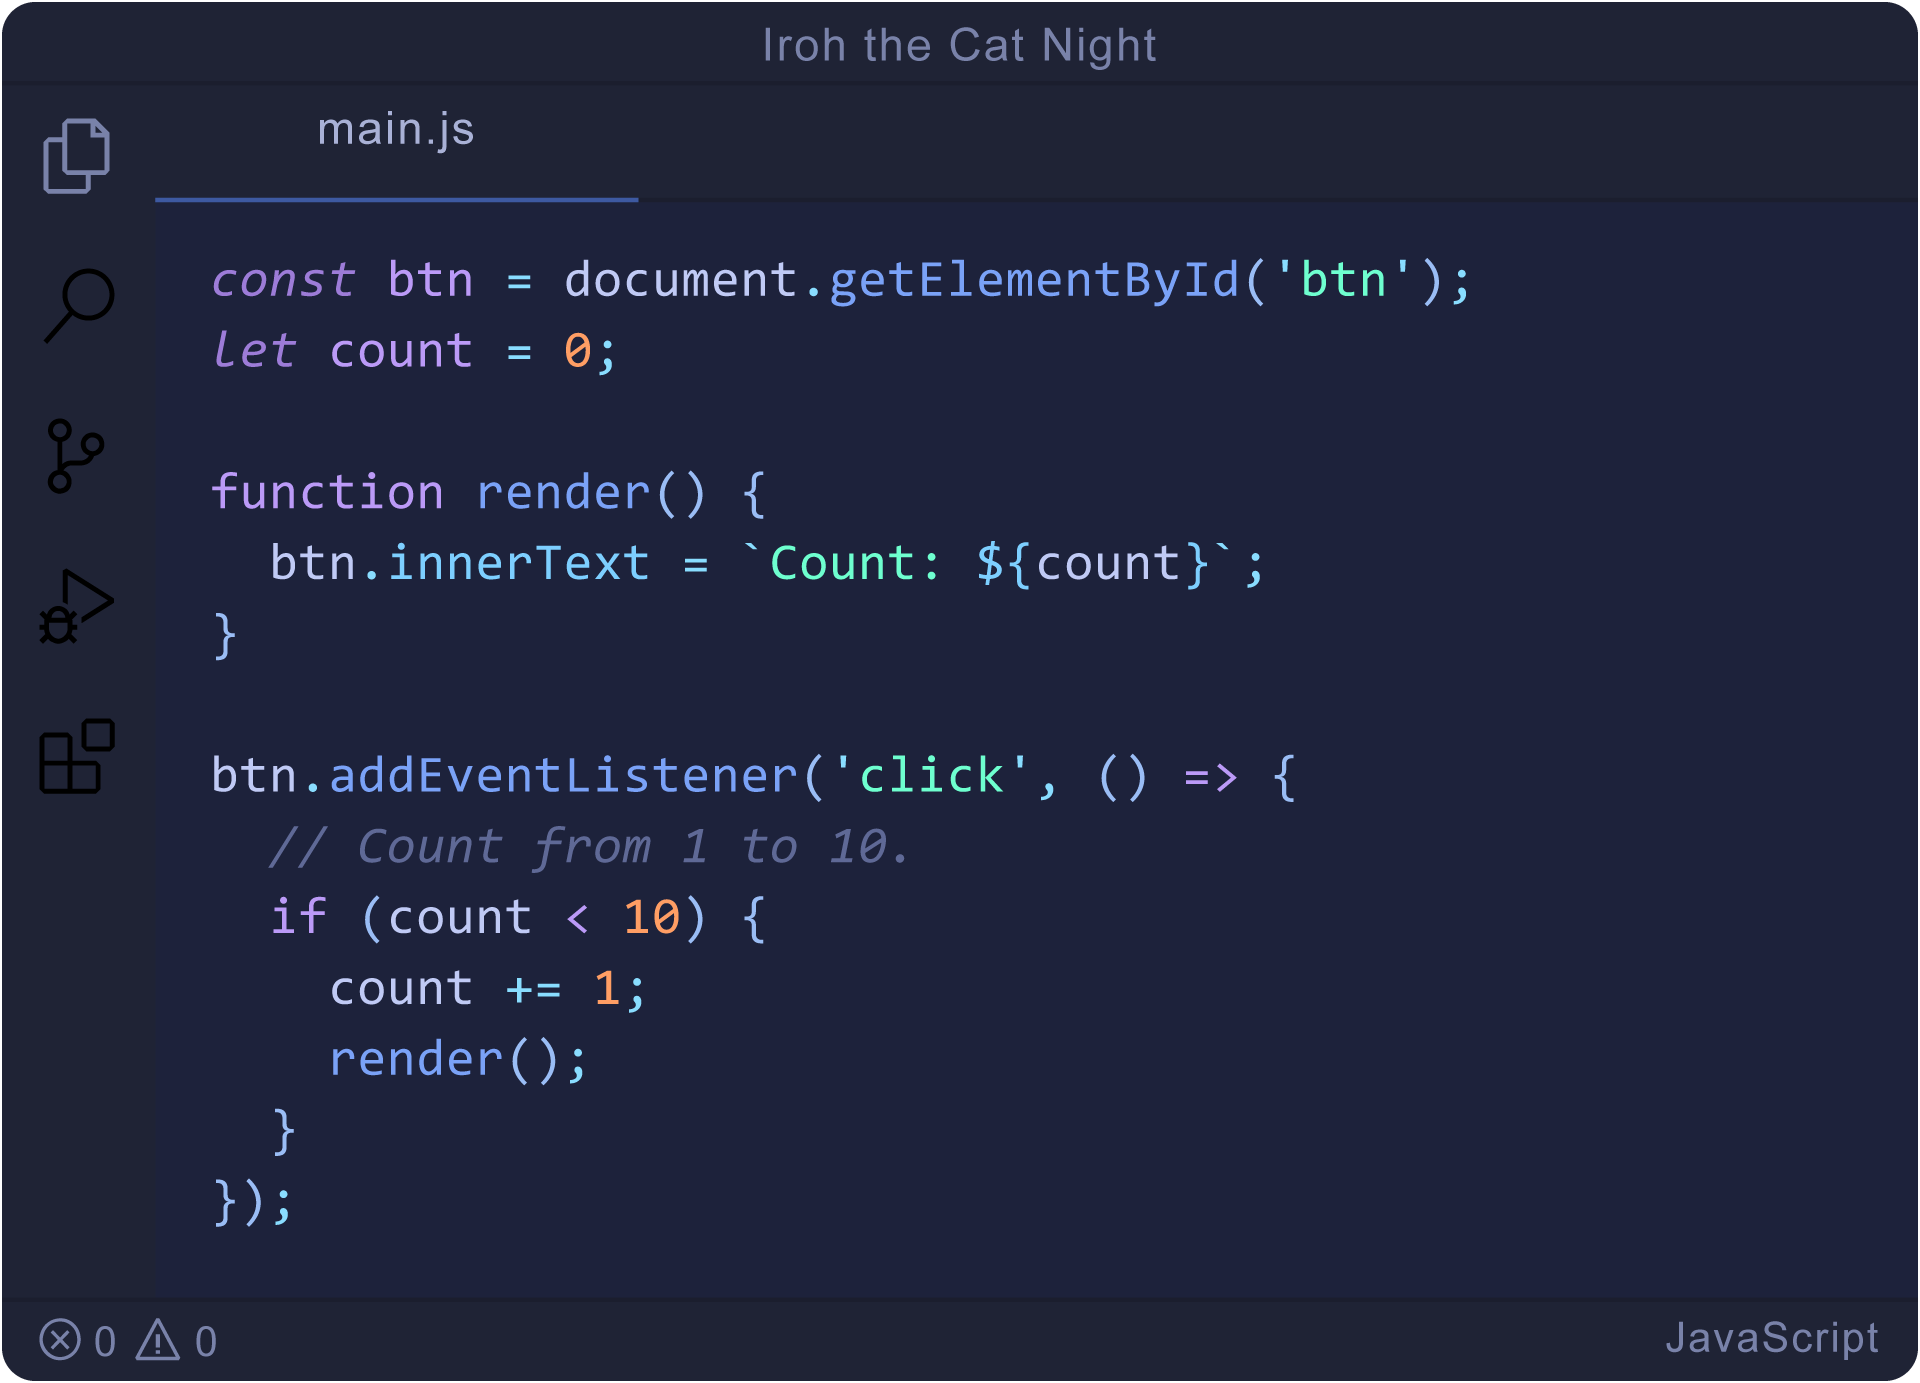 Iroh the Cat Night
main.js
const btn = document.getElementById('btn');
let count = 0;
function render() {
  btn.innerText = `Count: ${count}`;
}
btn.addEventListener('click', () => {
  // Count from 1 to 10.
  if (count < 10) {
    count += 1;
    render();
  }
});
0 0 JavaScript